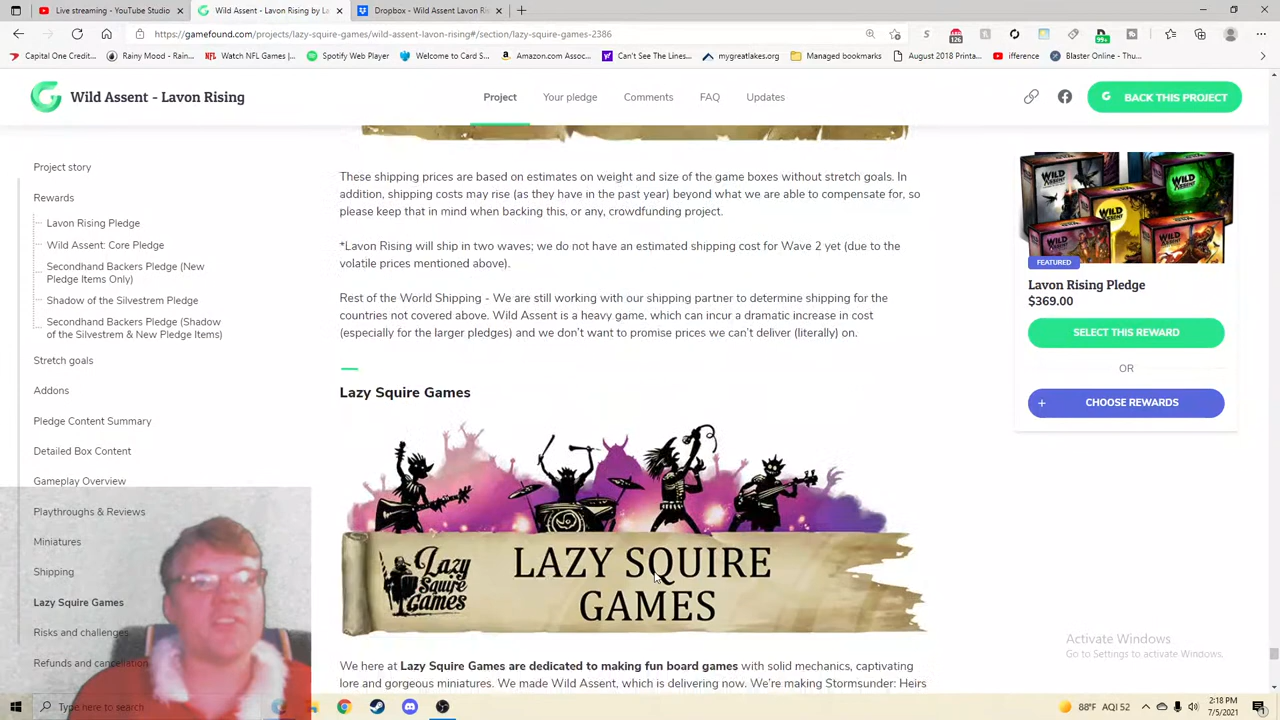 Live streaming - YouTube Studio
Wild Assent - Lavon Rising by La
Dropbox - Wild Assent Lavon Ris
https://gamefound.com/projects/lazy-squire-games/wild-assent-lavon-rising#/section/lazy-squire-games-2386
Capital One Credit...
Rainy Mood - Rain...
Watch NFL Games |...
Spotify Web Player
Welcome to Card S...
Amazon.com Assoc...
Can't See The Lines...
mygreatlakes.org
Managed bookmarks
August 2018 Printa...
ifference
Blaster Online - Thu...
Wild Assent - Lavon Rising
Project
Your pledge
Comments
FAQ
Updates
BACK THIS PROJECT
Project story
Rewards
Lavon Rising Pledge
Wild Assent: Core Pledge
Secondhand Backers Pledge (New
Pledge Items Only)
Shadow of the Silvestrem Pledge
Secondhand Backers Pledge (Shadow
of the Silvestrem & New Pledge Items)
Stretch goals
Addons
Pledge Content Summary
Detailed Box Content
Gameplay Overview
Playthroughs & Reviews
Miniatures
Shipping
Lazy Squire Games
Risks and challenges
Refunds and cancellation
These shipping prices are based on estimates on weight and size of the game boxes without stretch goals. In
addition, shipping costs may rise (as they have in the past year) beyond what we are able to compensate for, so
please keep that in mind when backing this, or any, crowdfunding project.
*Lavon Rising will ship in two waves; we do not have an estimated shipping cost for Wave 2 yet (due to the
volatile prices mentioned above).
Rest of the World Shipping - We are still working with our shipping partner to determine shipping for the
countries not covered above. Wild Assent is a heavy game, which can incur a dramatic increase in cost
(especially for the larger pledges) and we don't want to promise prices we can't deliver (literally) on.
Lazy Squire Games
Lazy
Squire
Games
LAZY SQUIRE
GAMES
We here at Lazy Squire Games are dedicated to making fun board games with solid mechanics, captivating
lore and gorgeous miniatures. We made Wild Assent, which is delivering now. We're making Stormsunder: Heirs
WILD
WILD
WILD
WILD
WILD
FEATURED
Lavon Rising Pledge
$369.00
SELECT THIS REWARD
OR
+ CHOOSE REWARDS
Activate Windows
Go to Settings to activate Windows.
Type here to search
88°F AQI 52
2:18 PM
7/5/2021